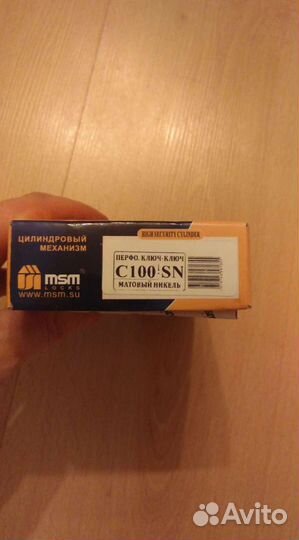 ЦИЛИНДРОВЫЙ
МЕХАНИЗМ
msm
LOCKS
www.msm.su
HIGH SECURITY CYLINDER
ПЕРФО. КЛЮЧ-КЛЮЧ
C100 SN
МАТОВЫЙ НИКЕЛЬ
Avito